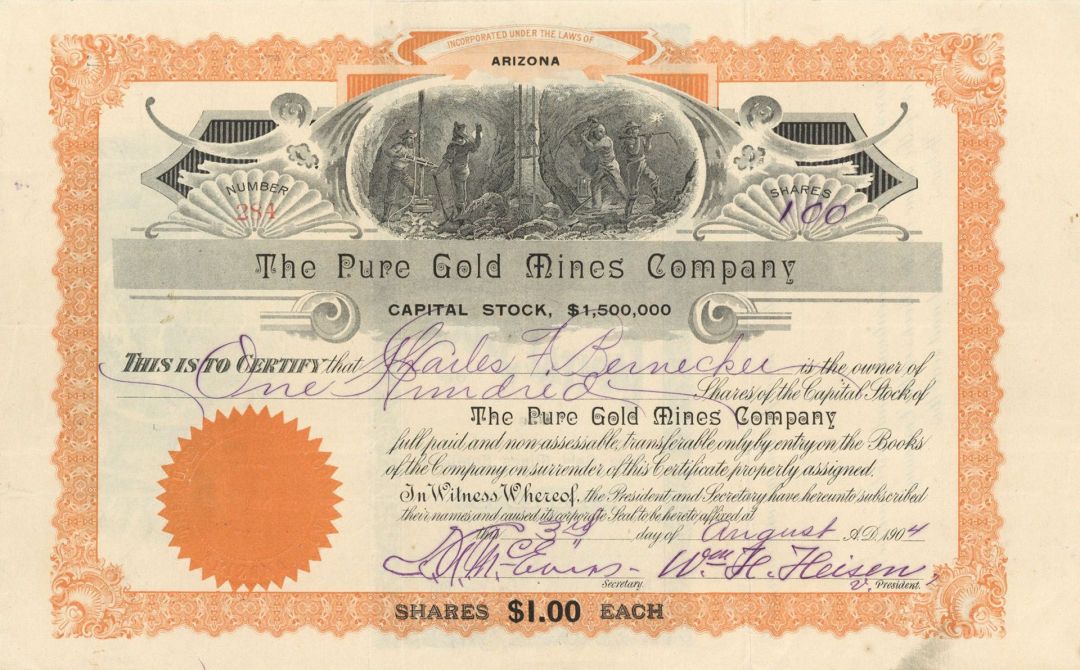 INCORPORATED UNDER THE LAWS OF
ARIZONA
NUMBER
284
SHARES
100
The Pure Gold Mines Company
CAPITAL STOCK, $1,500,000
THIS IS TO CERTIFY that Charles F. Bernecker is the owner of
One Hundred Shares of the Capital Stock of
The Pure Gold Mines Company
full paid and non-assessable, transferable only by entry on the Books
of the Company on surrender of this Certificate properly assigned.
In Witness Whereof, the President and Secretary have hereunto subscribed
their names and caused its corporate Seal to be hereto affixed at
this 3rd day of August A.D. 1904
Wm H. Heisen,
Secretary. V. President.
SHARES $1.00 EACH